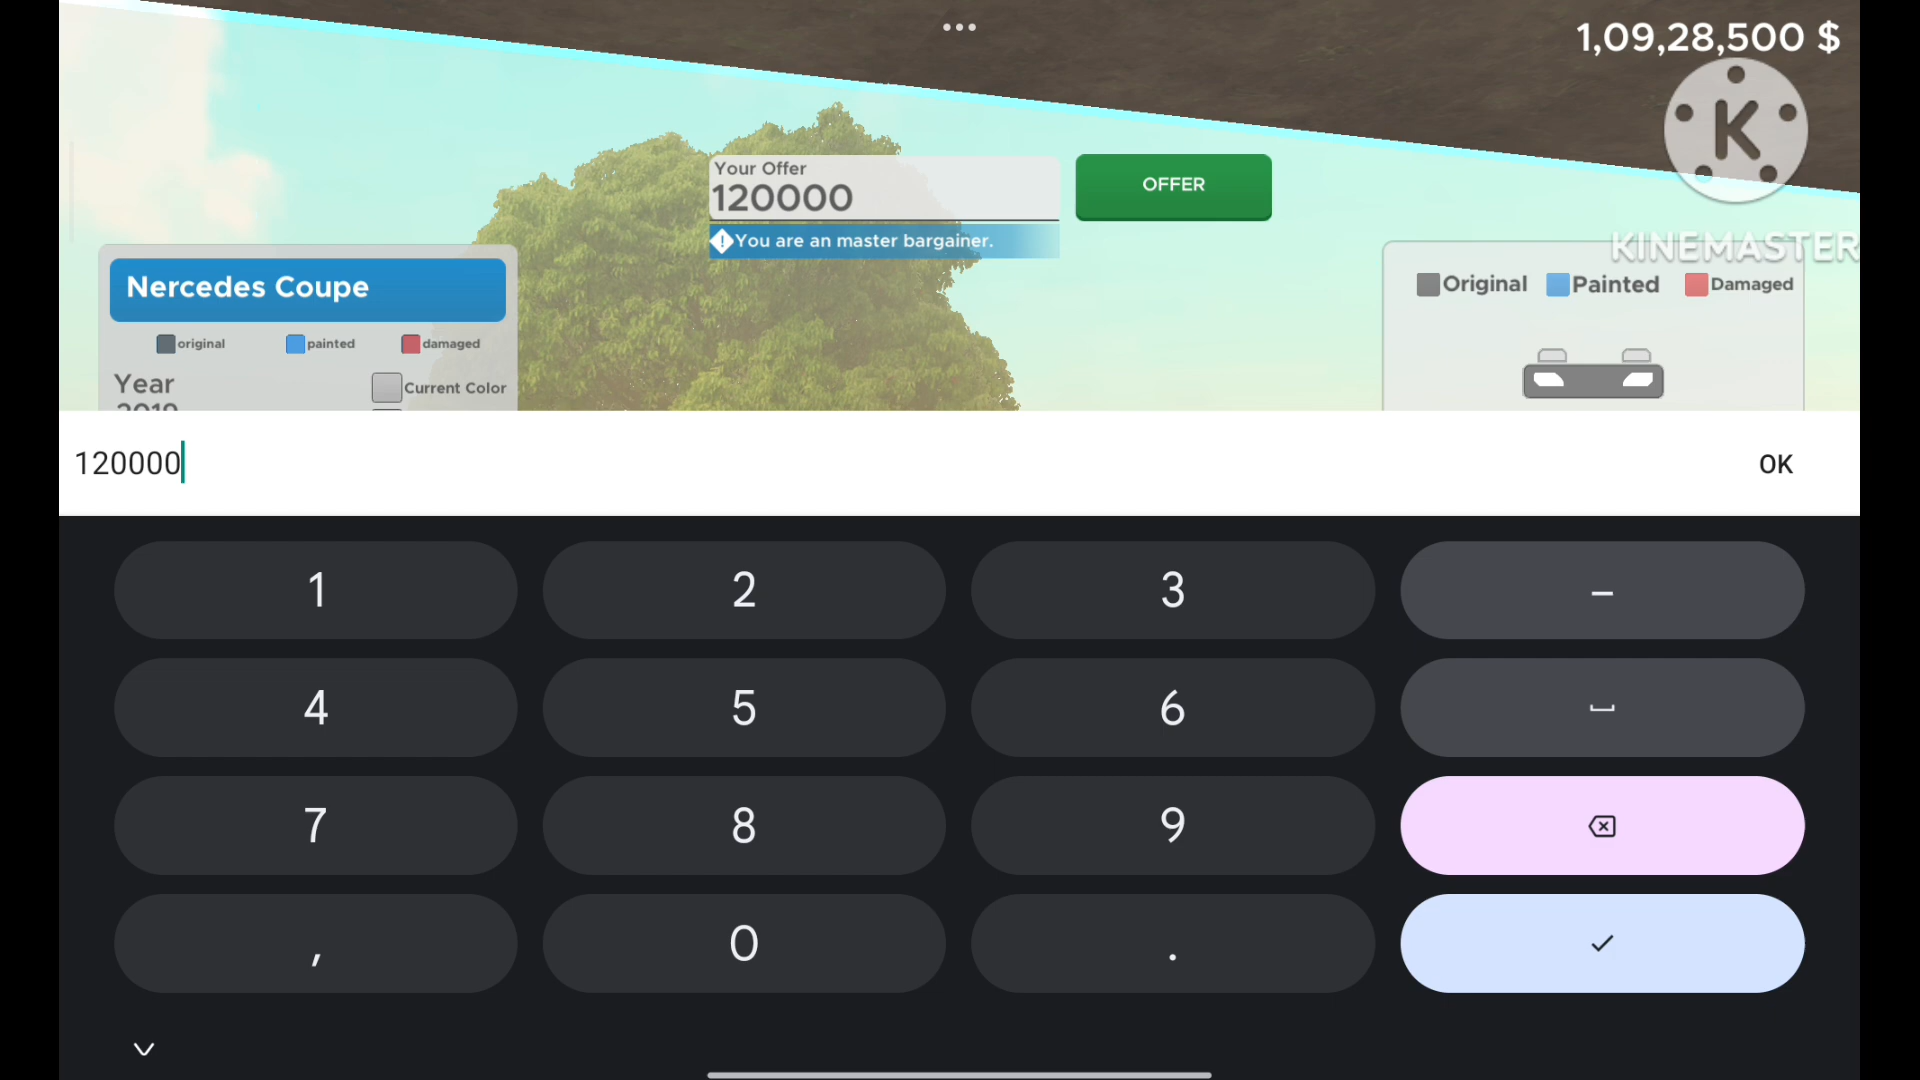 1,09,28,500 $
K
KINEMASTER
Your Offer
120000
OFFER
You are an master bargainer.
Nercedes Coupe
original painted damaged
Year
Current Color
Original Painted Damaged
120000
OK
1 2 3 –
4 5 6
7 8 9
, 0 .